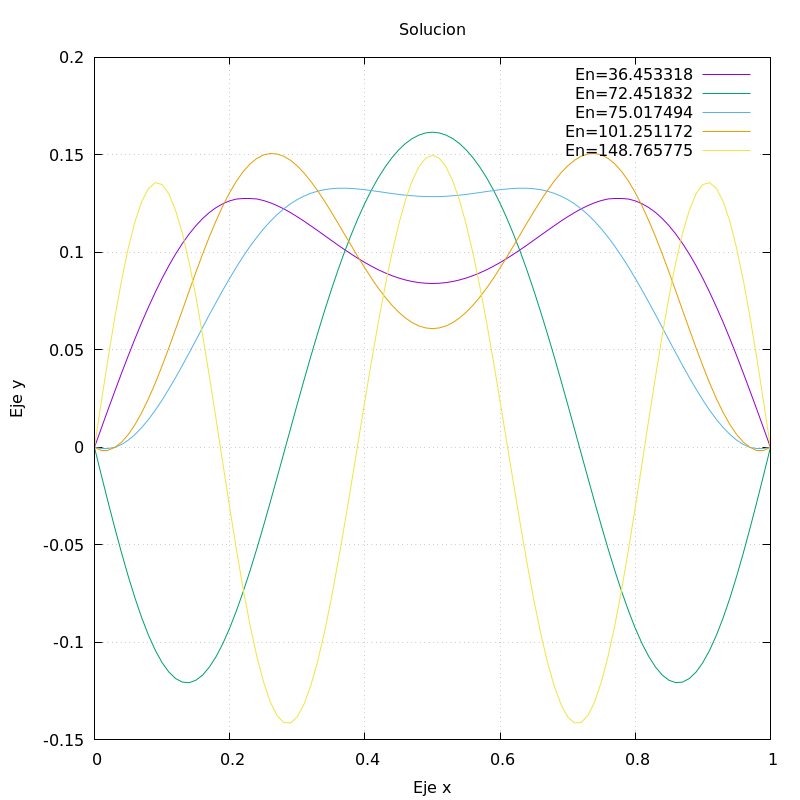 Solucion
0.2
0.15
0.1
0.05
0
-0.05
-0.1
-0.15
Eje y
En=36.453318
En=72.451832
En=75.017494
En=101.251172
En=148.765775
0 0.2 0.4 0.6 0.8 1
Eje x